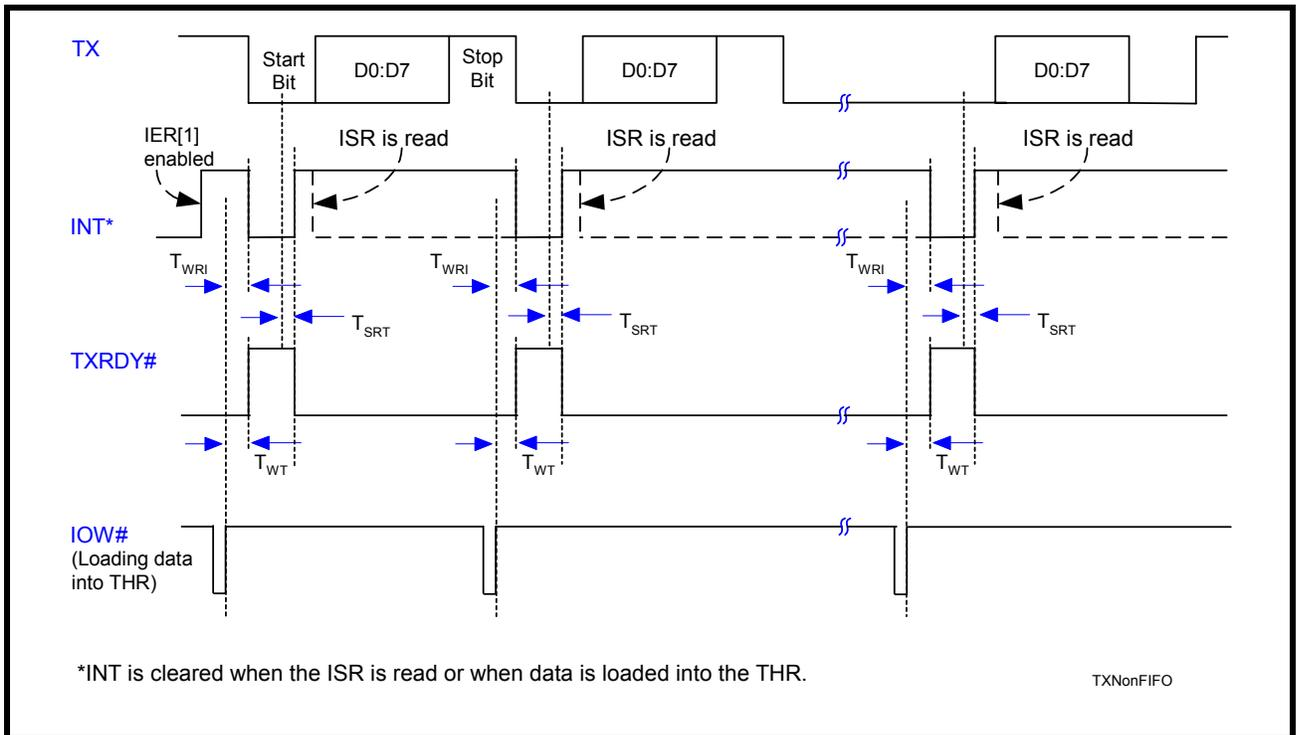 TX
Start
Bit
D0:D7
Stop
Bit
D0:D7
D0:D7
IER[1]
enabled
ISR is read
ISR is read
ISR is read
INT*
TWRI
TWRI
TWRI
TSRT
TSRT
TSRT
TXRDY#
TWT
TWT
TWT
IOW#
(Loading data
into THR)
*INT is cleared when the ISR is read or when data is loaded into the THR.
TXNonFIFO